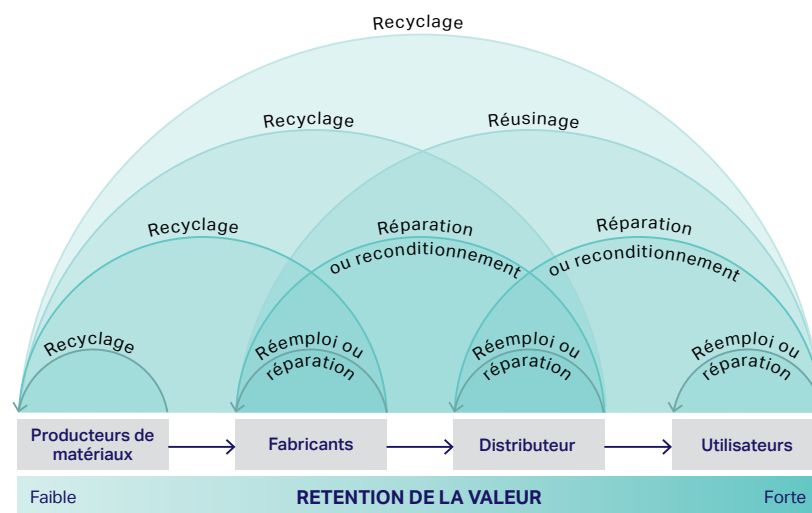 Recyclage
Recyclage
Réusinage
Recyclage
Réparation
ou reconditionnement
Réparation
ou reconditionnement
Recyclage
Réemploi ou
réparation
Réemploi ou
réparation
Réemploi ou
réparation
Producteurs de
matériaux
Fabricants
Distributeur
Utilisateurs
Faible
RETENTION DE LA VALEUR
Forte